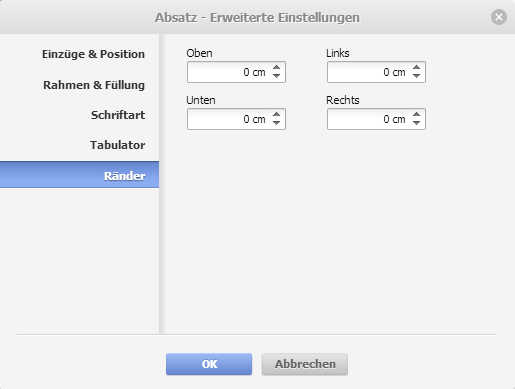 Absatz - Erweiterte Einstellungen
Einzüge & Position
Rahmen & Füllung
Schriftart
Tabulator
Ränder
Oben
Links
0 cm
0 cm
Unten
Rechts
0 cm
0 cm
OK
Abbrechen